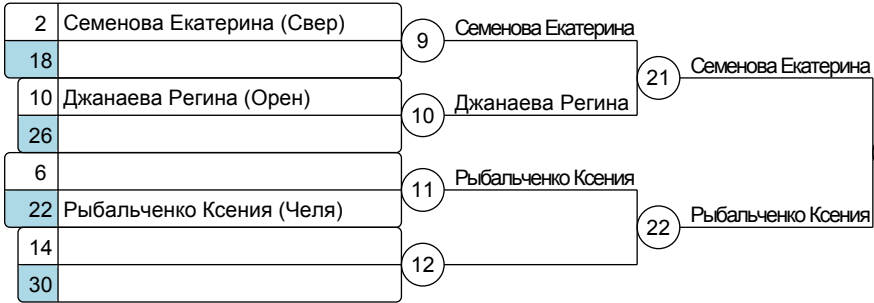 2 Семенова Екатерина (Свер)
18
9
Семенова Екатерина
10 Джанаева Регина (Орен)
26
10
Джанаева Регина
21
Семенова Екатерина
6
22 Рыбальченко Ксения (Челя)
11
Рыбальченко Ксения
14
30
12
22
Рыбальченко Ксения